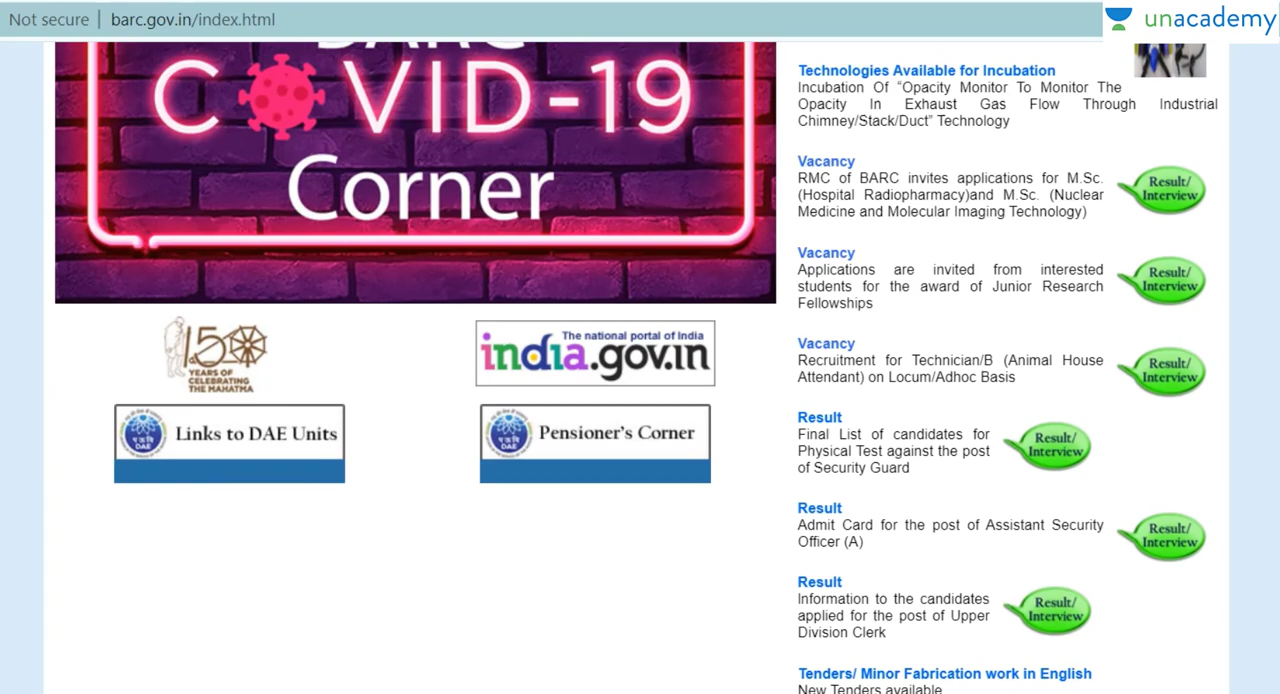 Not secure | barc.gov.in/index.html
unacademy
BARC
COVID-19
Corner
150
YEARS OF
CELEBRATING
THE MAHATMA
The national portal of India
india.gov.in
Links to DAE Units
Pensioner's Corner
Technologies Available for Incubation
Incubation Of “Opacity Monitor To Monitor The
Opacity In Exhaust Gas Flow Through Industrial
Chimney/Stack/Duct” Technology
Vacancy
RMC of BARC invites applications for M.Sc.
(Hospital Radiopharmacy)and M.Sc. (Nuclear
Medicine and Molecular Imaging Technology)
Result/
Interview
Vacancy
Applications are invited from interested
students for the award of Junior Research
Fellowships
Result/
Interview
Vacancy
Recruitment for Technician/B (Animal House
Attendant) on Locum/Adhoc Basis
Result/
Interview
Result
Final List of candidates for
Physical Test against the post
of Security Guard
Result/
Interview
Result
Admit Card for the post of Assistant Security
Officer (A)
Result/
Interview
Result
Information to the candidates
applied for the post of Upper
Division Clerk
Result/
Interview
Tenders/ Minor Fabrication work in English
New Tenders available